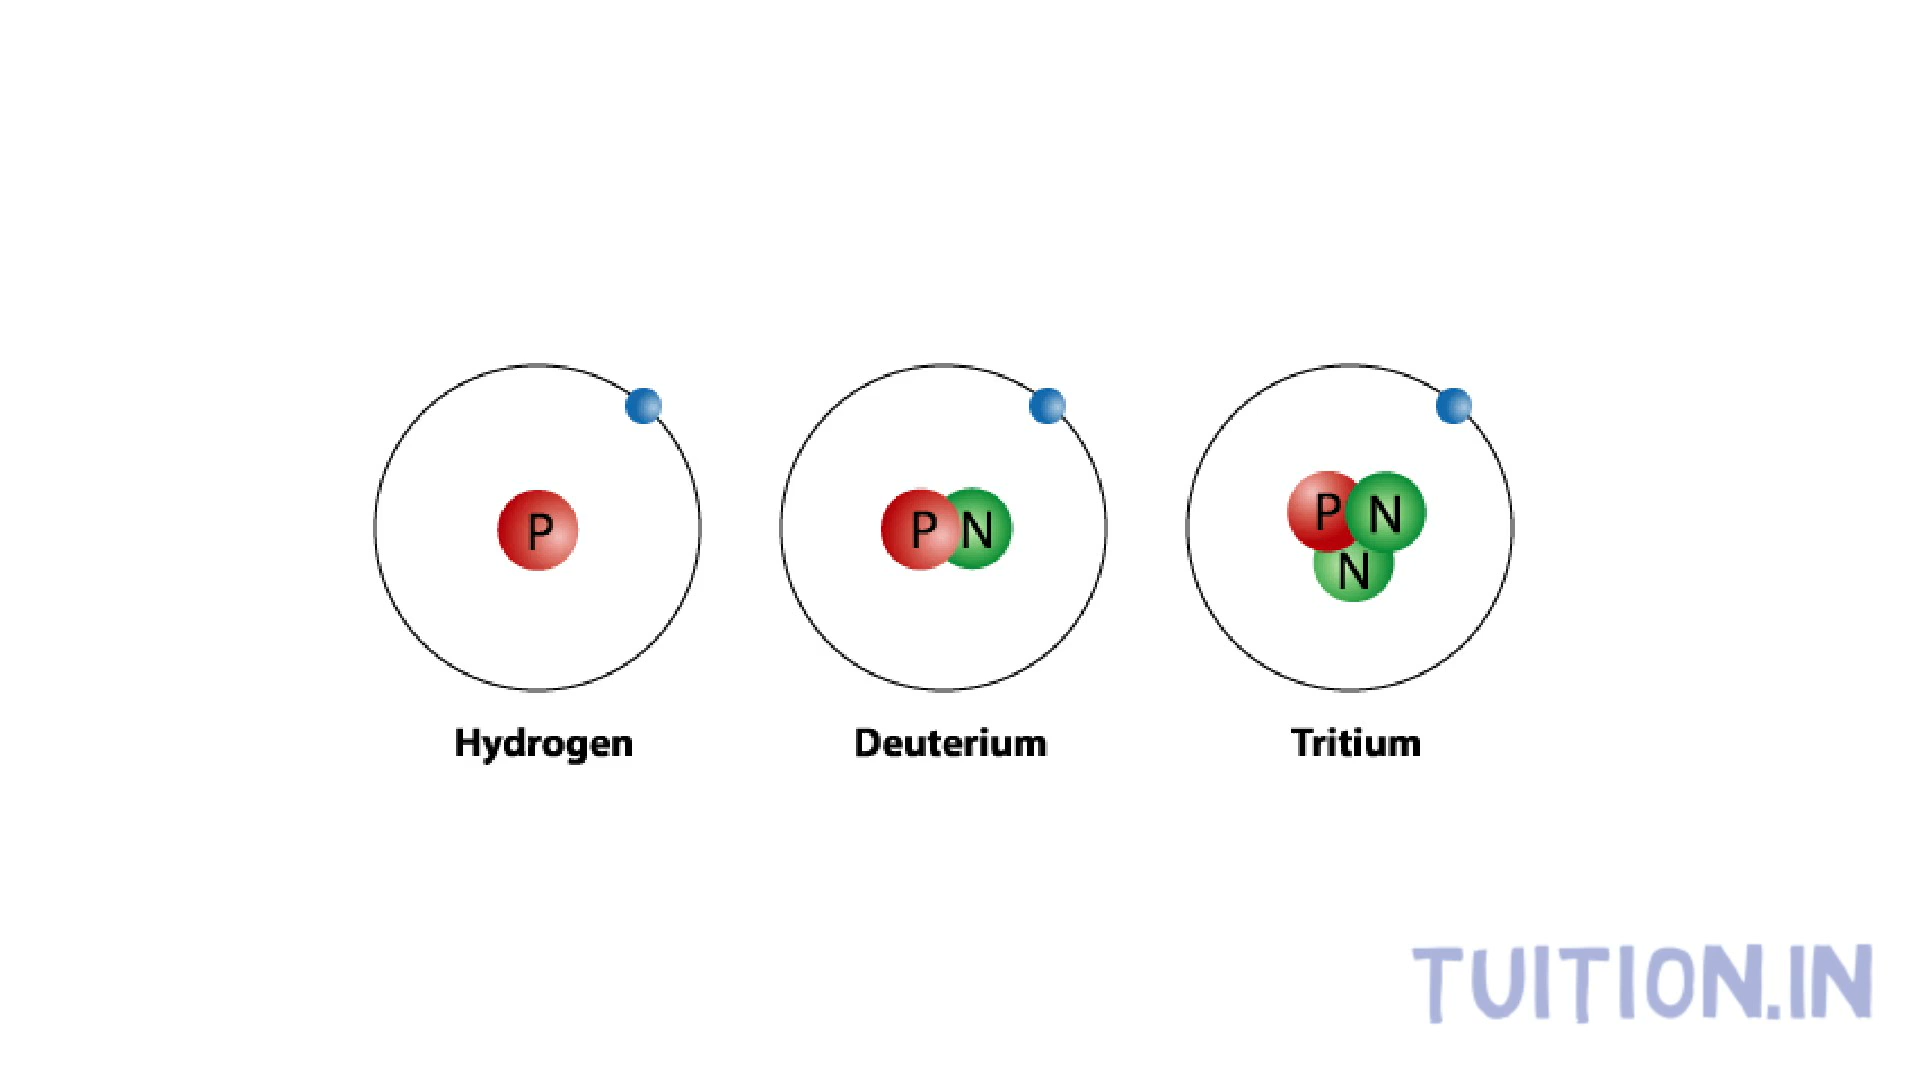 P
P N
P N
N
Hydrogen
Deuterium
Tritium
TUITION.IN